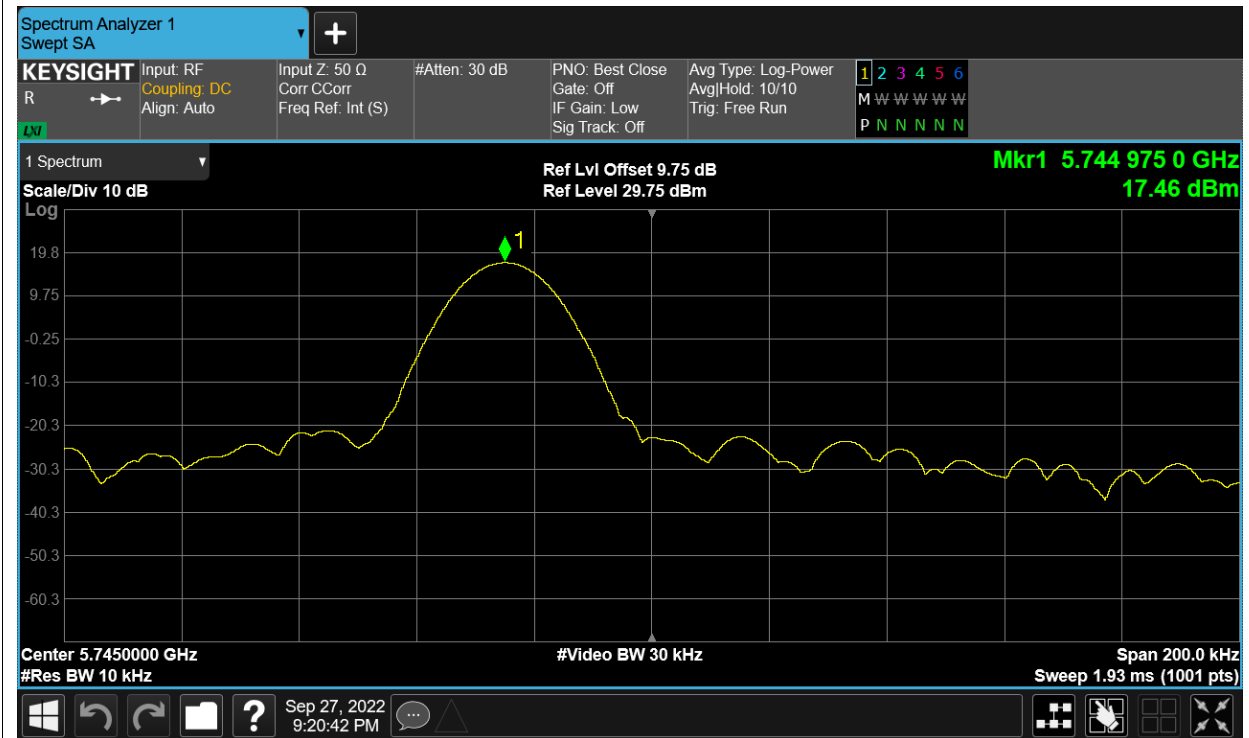 Spectrum Analyzer 1
Swept SA
KEYSIGHT
R
LXI
Input: RF
Coupling: DC
Align: Auto
Input Z: 50 Ω
Corr CCorr
Freq Ref: Int (S)
#Atten: 30 dB
PNO: Best Close
Gate: Off
IF Gain: Low
Sig Track: Off
Avg Type: Log-Power
Avg|Hold: 10/10
Trig: Free Run
1 2 3 4 5 6
M W W W W W
P N N N N N
1 Spectrum
Scale/Div 10 dB
Log
Ref Lvl Offset 9.75 dB
Ref Level 29.75 dBm
Mkr1 5.744 975 0 GHz
17.46 dBm
1
19.8
9.75
-0.25
-10.3
-20.3
-30.3
-40.3
-50.3
-60.3
Center 5.7450000 GHz
#Res BW 10 kHz
#Video BW 30 kHz
Span 200.0 kHz
Sweep 1.93 ms (1001 pts)
?
Sep 27, 2022
9:20:42 PM